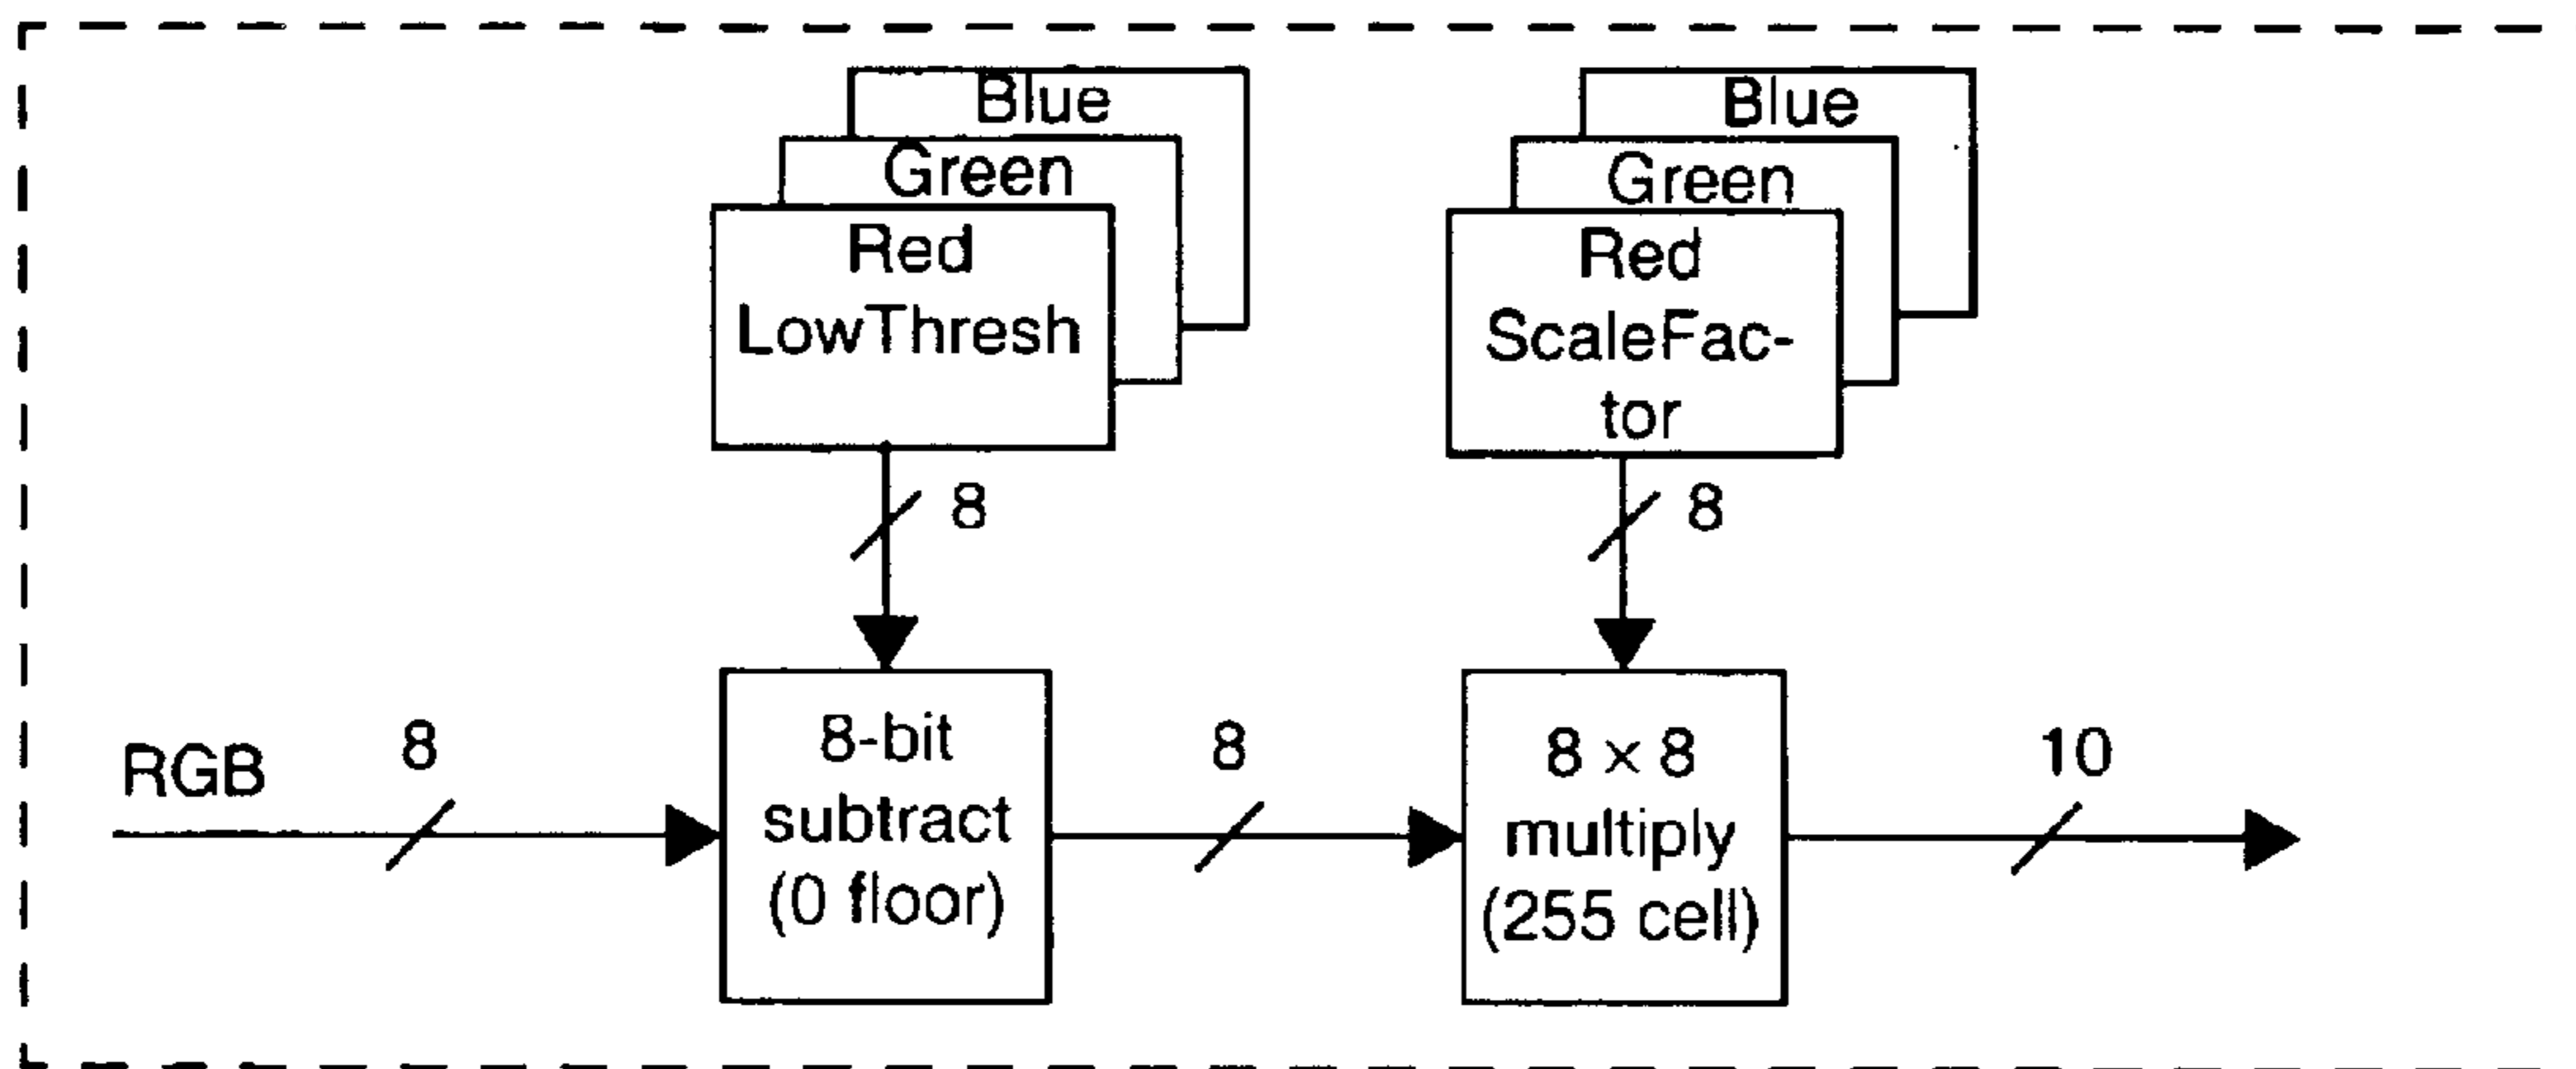 Blue
Green
Red
LowThresh
8
Blue
Green
Red
ScaleFac-
tor
8
RGB
8
8-bit
subtract
(0 floor)
8
8 × 8
multiply
(255 cell)
10